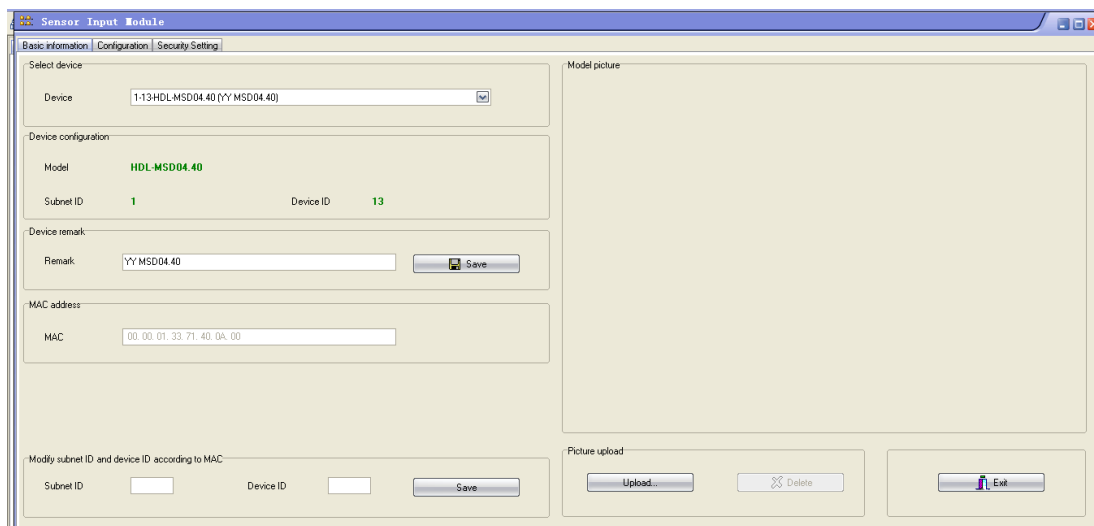 Sensor Input Module
Basic information Configuration Security Setting
Select device
Device 1-13-HDL-MSD04.40 (YY MSD04.40)
Device configuration
Model HDL-MSD04.40
Subnet ID 1 Device ID 13
Device remark
Remark YY MSD04.40 Save
MAC address
MAC 00. 00. 01. 33. 71. 40. 0A. 00
Modify subnet ID and device ID according to MAC
Subnet ID Device ID Save
Model picture
Picture upload
Upload... Delete Exit